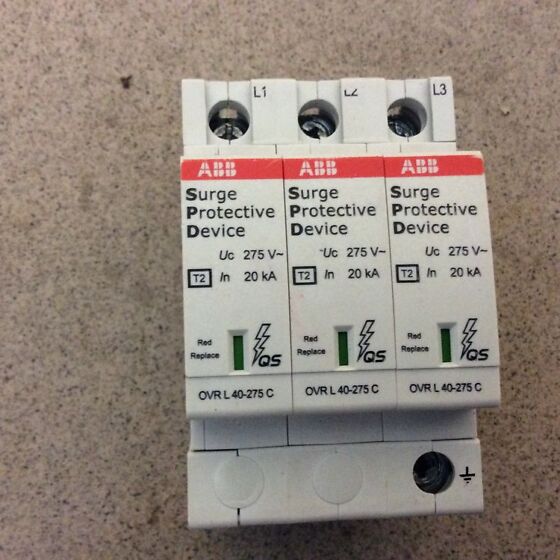 L1 L2 L3
ABB ABB ABB
Surge Surge Surge
Protective Protective Protective
Device Device Device
Uc 275 V~ Uc 275 V~ Uc 275 V~
T2 In 20 kA T2 In 20 kA T2 In 20 kA
Red Red Red
Replace Replace Replace
QS QS QS
OVR L 40-275 C OVR L 40-275 C OVR L 40-275 C